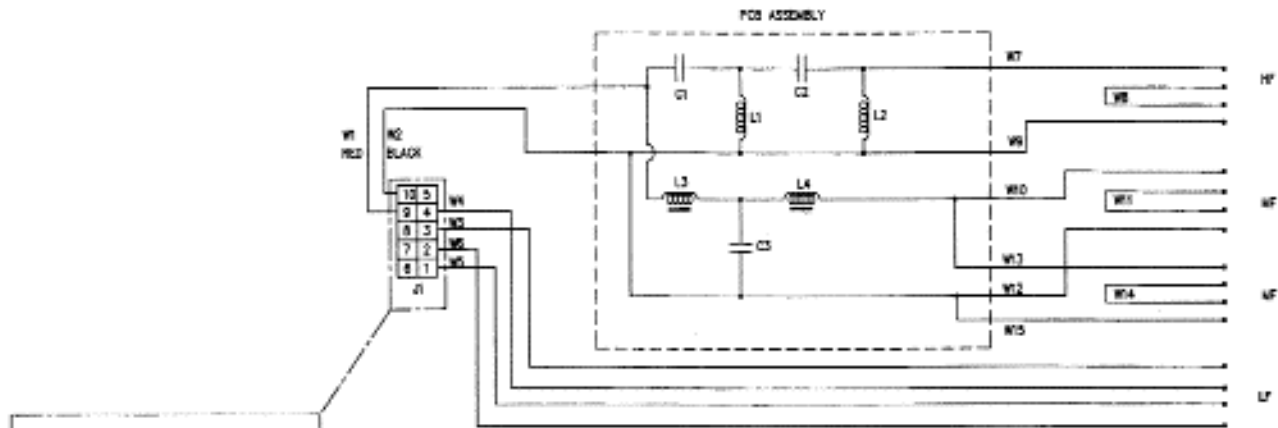 PCB ASSEMBLY
W7
HF
C1
C2
W8
L1
L2
W1
RED
W2
BLACK
W9
L3
L4
W10
10 5
W4
W11
MF
9 4
W3
8 3
W6
C3
7 2
W5
W13
6 1
J1
W12
W14
MF
W15
LF